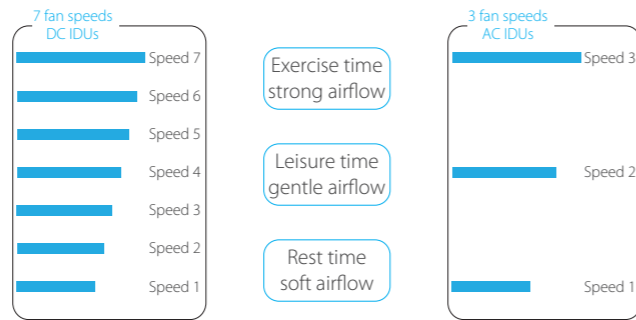 7 fan speeds
DC IDUs
Speed 7
Speed 6
Speed 5
Speed 4
Speed 3
Speed 2
Speed 1
Exercise time
strong airflow
Leisure time
gentle airflow
Rest time
soft airflow
3 fan speeds
AC IDUs
Speed 3
Speed 2
Speed 1